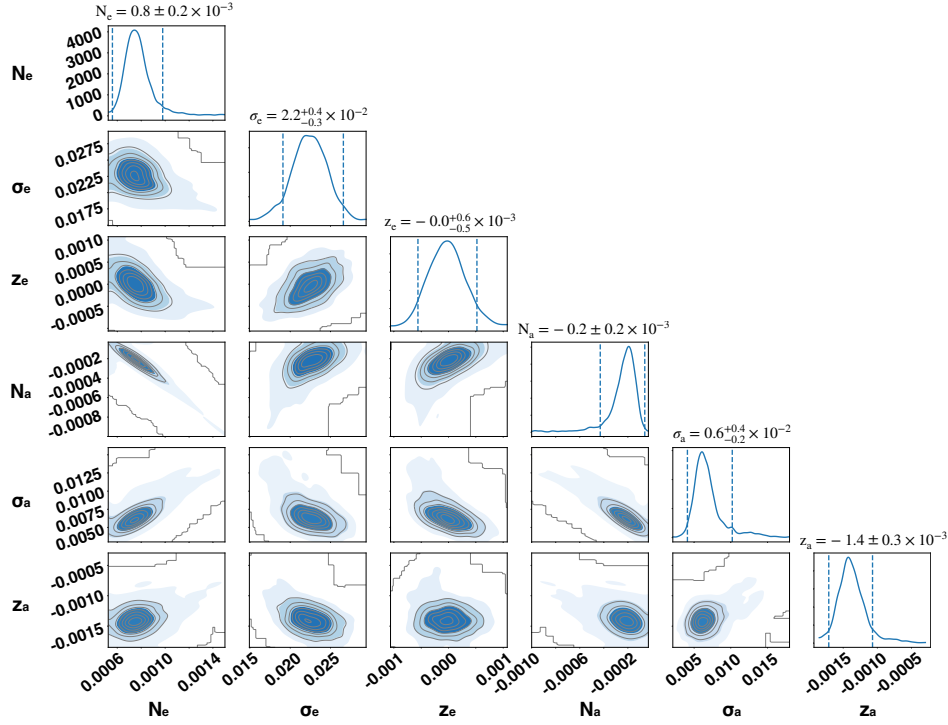 N_e = 0.8 ± 0.2 × 10^−3
4000
3000
2000
1000
0
N_e
σ_e = 2.2^{+0.4}_{−0.3} × 10^−2
0.0275
0.0225
0.0175
σ_e
z_e = − 0.0^{+0.6}_{−0.5} × 10^−3
0.0010
0.0005
0.0000
-0.0005
z_e
N_a = − 0.2 ± 0.2 × 10^−3
-0.0002
-0.0004
-0.0006
-0.0008
N_a
σ_a = 0.6^{+0.4}_{−0.2} × 10^−2
0.0125
0.0100
0.0075
0.0050
σ_a
z_a = − 1.4 ± 0.3 × 10^−3
-0.0005
-0.0010
-0.0015
z_a
0.0006 0.0010 0.0014 0.015 0.020 0.025 -0.001 0.000 0.001 -0.0010 -0.0006 -0.0002 0.005 0.010 0.015 -0.0015 -0.0010 -0.0005
N_e σ_e z_e N_a σ_a z_a